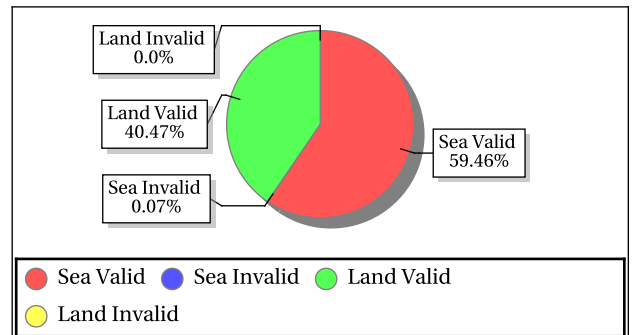 Land Invalid
0.0%
Land Valid
40.47%
Sea Invalid
0.07%
Sea Valid
59.46%
Sea Valid Sea Invalid Land Valid
Land Invalid